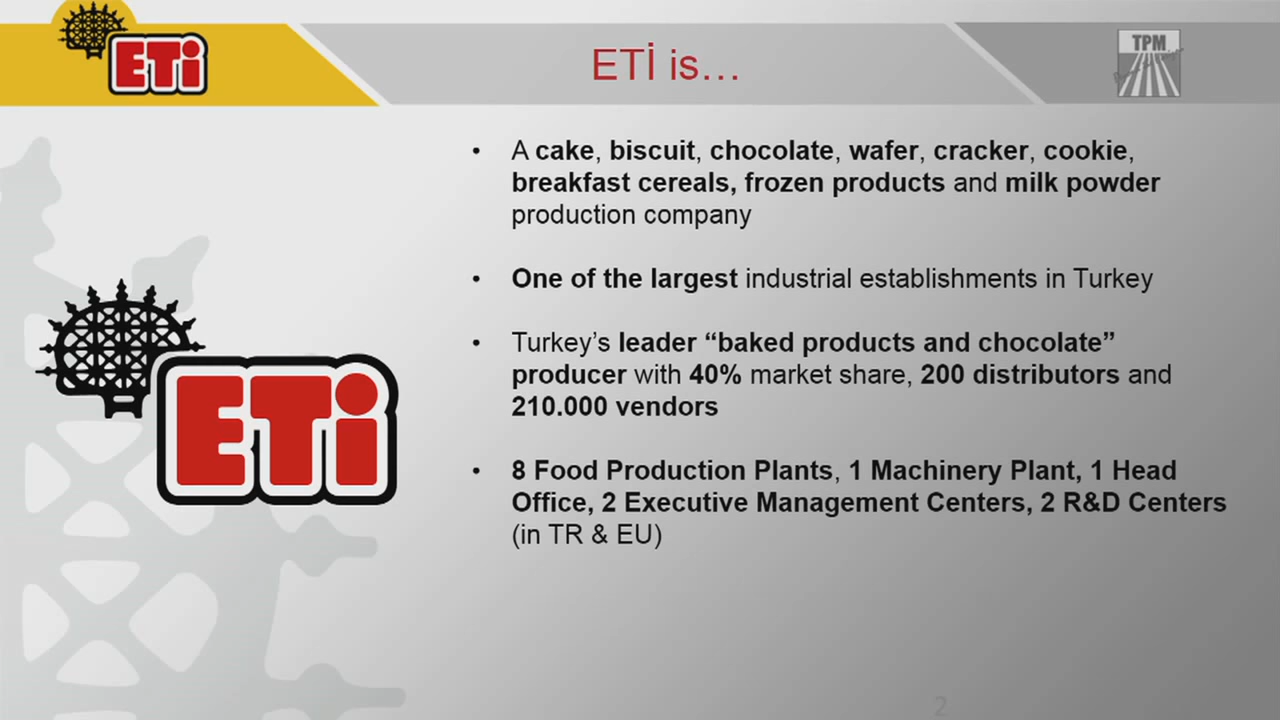 ETi
ETİ is...
TPM
• A cake, biscuit, chocolate, wafer, cracker, cookie,
breakfast cereals, frozen products and milk powder
production company
• One of the largest industrial establishments in Turkey
• Turkey’s leader “baked products and chocolate”
producer with 40% market share, 200 distributors and
210.000 vendors
• 8 Food Production Plants, 1 Machinery Plant, 1 Head
Office, 2 Executive Management Centers, 2 R&D Centers
(in TR & EU)
ETi
2